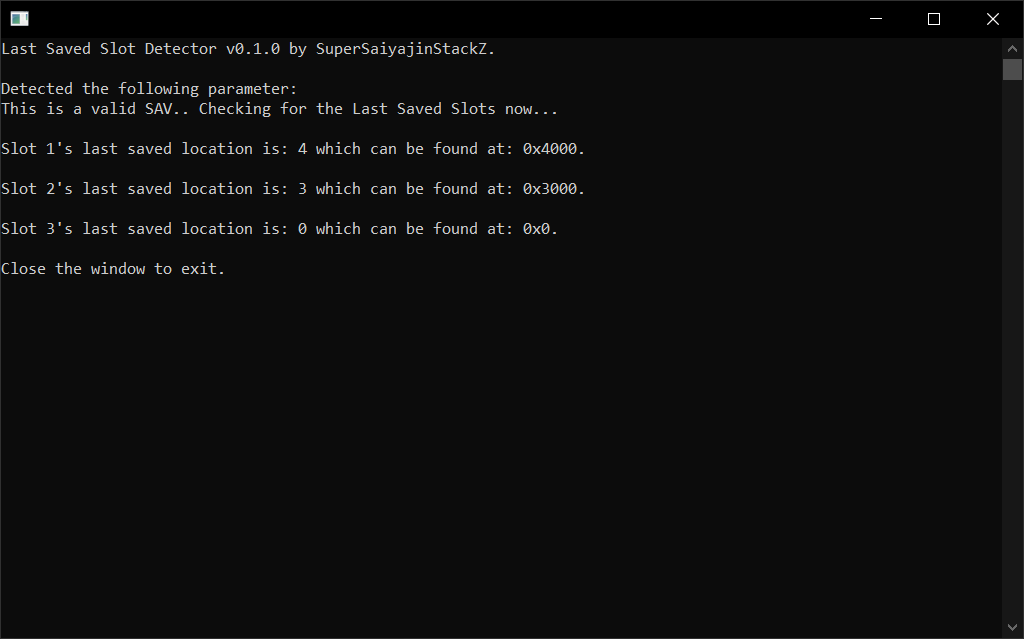 Last Saved Slot Detector v0.1.0 by SuperSaiyajinStackZ.
Detected the following parameter:
This is a valid SAV.. Checking for the Last Saved Slots now...
Slot 1's last saved location is: 4 which can be found at: 0x4000.
Slot 2's last saved location is: 3 which can be found at: 0x3000.
Slot 3's last saved location is: 0 which can be found at: 0x0.
Close the window to exit.